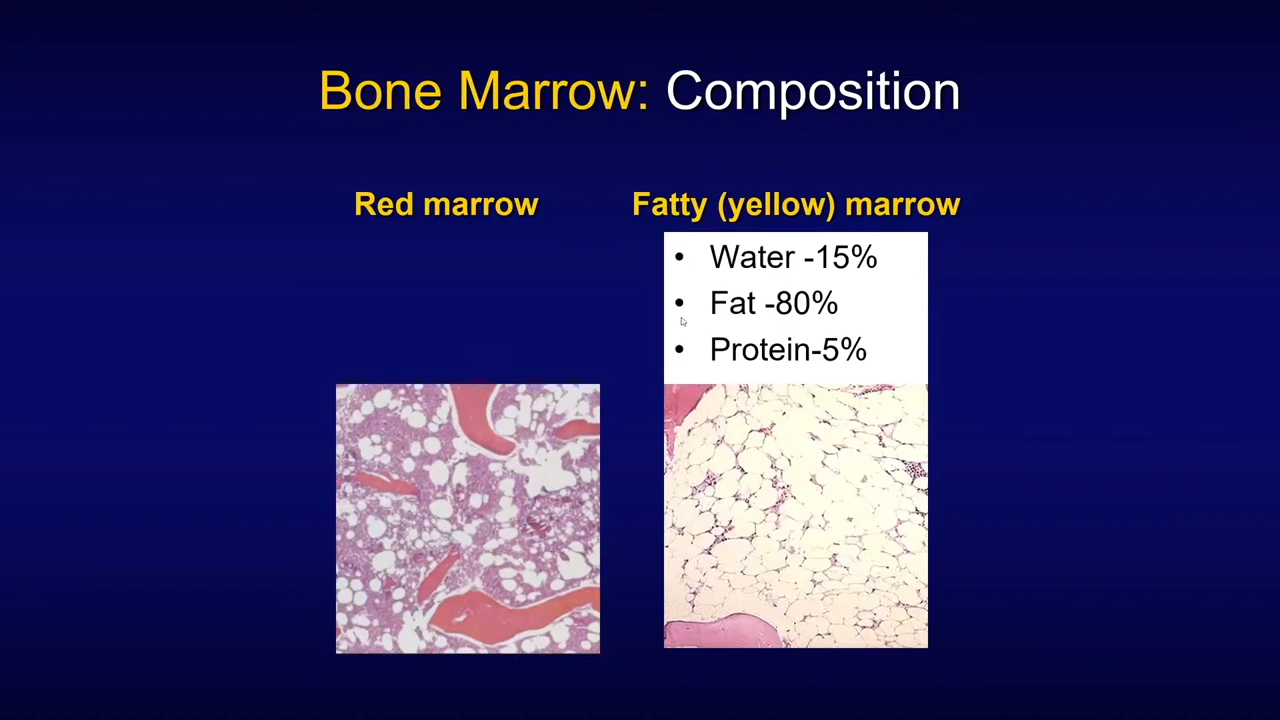 Bone Marrow: Composition
Red marrow
Fatty (yellow) marrow
• Water -15%
• Fat -80%
• Protein-5%